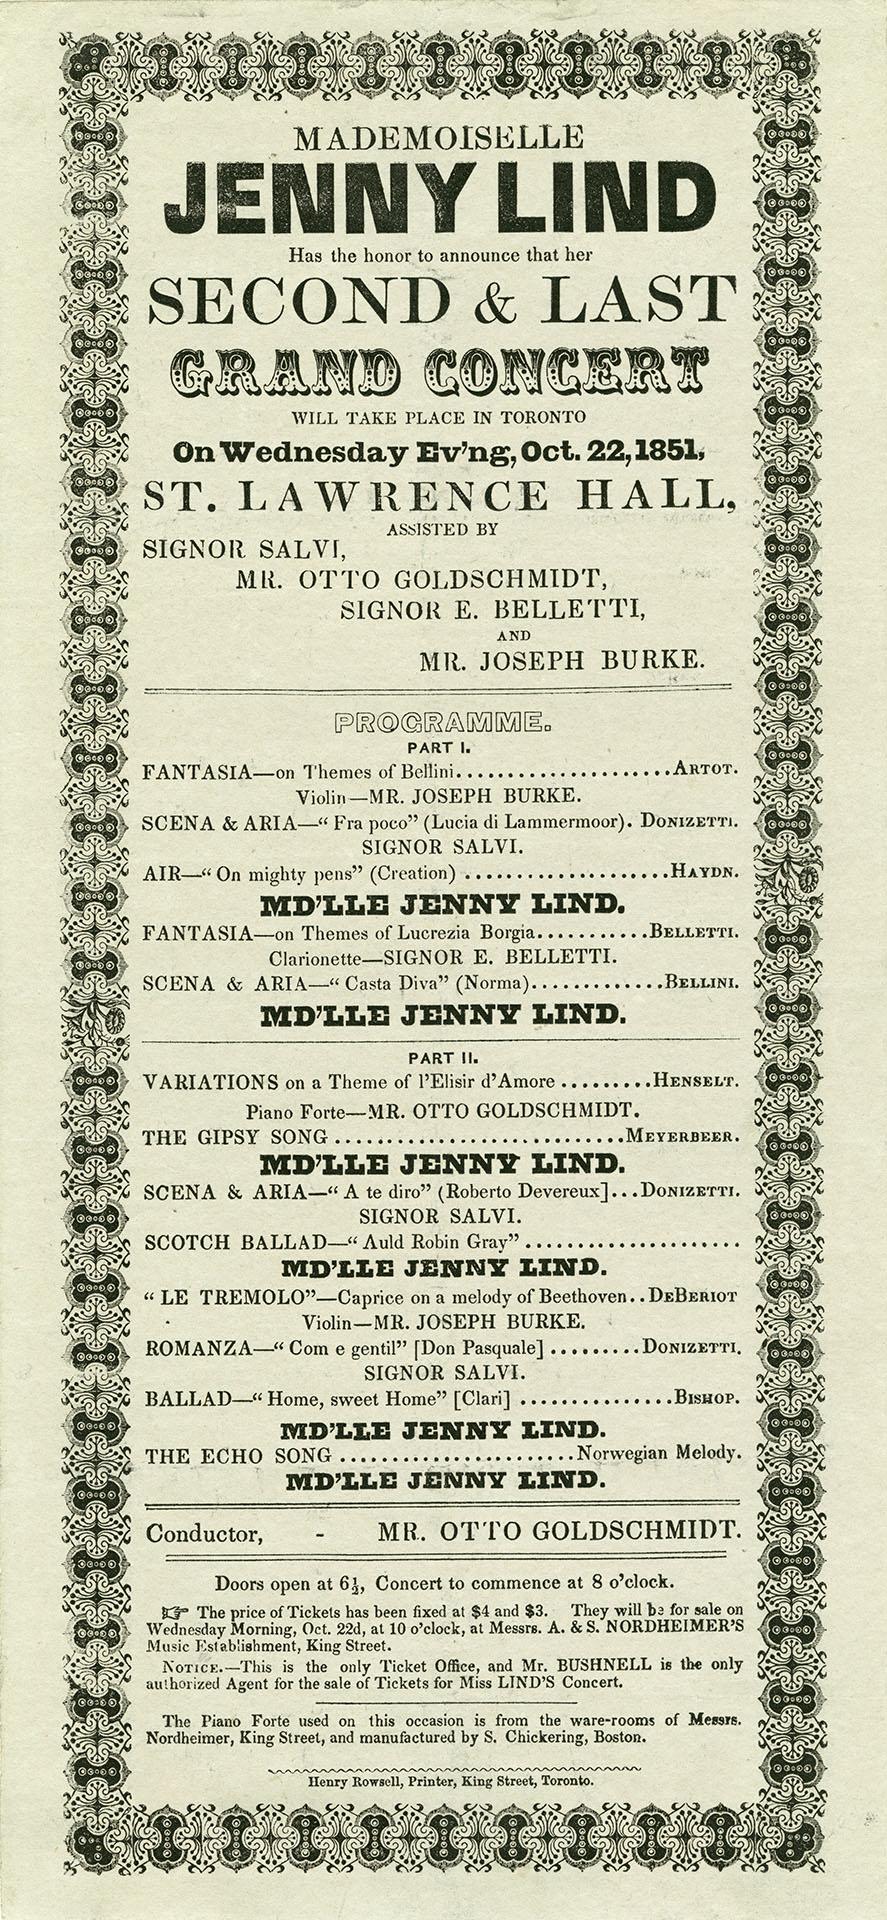 MADEMOISELLE
JENNY LIND
Has the honor to announce that her
SECOND & LAST
GRAND CONCERT
WILL TAKE PLACE IN TORONTO
On Wednesday Ev'ng, Oct. 22, 1851,
ST. LAWRENCE HALL,
ASSISTED BY
SIGNOR SALVI,
MR. OTTO GOLDSCHMIDT,
SIGNOR E. BELLETTI,
AND
MR. JOSEPH BURKE.
PROGRAMME.
PART I.
FANTASIA—on Themes of Bellini.....................ARTOT.
Violin—MR. JOSEPH BURKE.
SCENA & ARIA—“ Fra poco” (Lucia di Lammermoor). DONIZETTI.
SIGNOR SALVI.
AIR—“ On mighty pens” (Creation) ....................HAYDN.
MD'LLE JENNY LIND.
FANTASIA—on Themes of Lucrezia Borgia...........BELLETTI.
Clarionette—SIGNOR E. BELLETTI.
SCENA & ARIA—“ Casta Diva” (Norma).............BELLINI.
MD'LLE JENNY LIND.
PART II.
VARIATIONS on a Theme of l'Elisir d'Amore .........HENSELT.
Piano Forte—MR. OTTO GOLDSCHMIDT.
THE GIPSY SONG ............................MEYERBEER.
MD'LLE JENNY LIND.
SCENA & ARIA—“ A te diro” (Roberto Devereux]...DONIZETTI.
SIGNOR SALVI.
SCOTCH BALLAD—“ Auld Robin Gray” .....................
MD'LLE JENNY LIND.
“ LE TREMOLO”—Caprice on a melody of Beethoven..DEBERIOT
Violin—MR. JOSEPH BURKE.
ROMANZA—“ Com e gentil” [Don Pasquale] .........DONIZETTI.
SIGNOR SALVI.
BALLAD—“ Home, sweet Home” [Clari] ...............BISHOP.
MD'LLE JENNY LIND.
THE ECHO SONG .......................Norwegian Melody.
MD'LLE JENNY LIND.
Conductor, - MR. OTTO GOLDSCHMIDT.
Doors open at 6½, Concert to commence at 8 o'clock.
☞ The price of Tickets has been fixed at $4 and $3. They will be for sale on
Wednesday Morning, Oct. 22d, at 10 o'clock, at Messrs. A. & S. NORDHEIMER'S
Music Establishment, King Street.
NOTICE.—This is the only Ticket Office, and Mr. BUSHNELL is the only
authorized Agent for the sale of Tickets for Miss LIND'S Concert.
The Piano Forte used on this occasion is from the ware-rooms of Messrs.
Nordheimer, King Street, and manufactured by S. Chickering, Boston.
Henry Rowsell, Printer, King Street, Toronto.